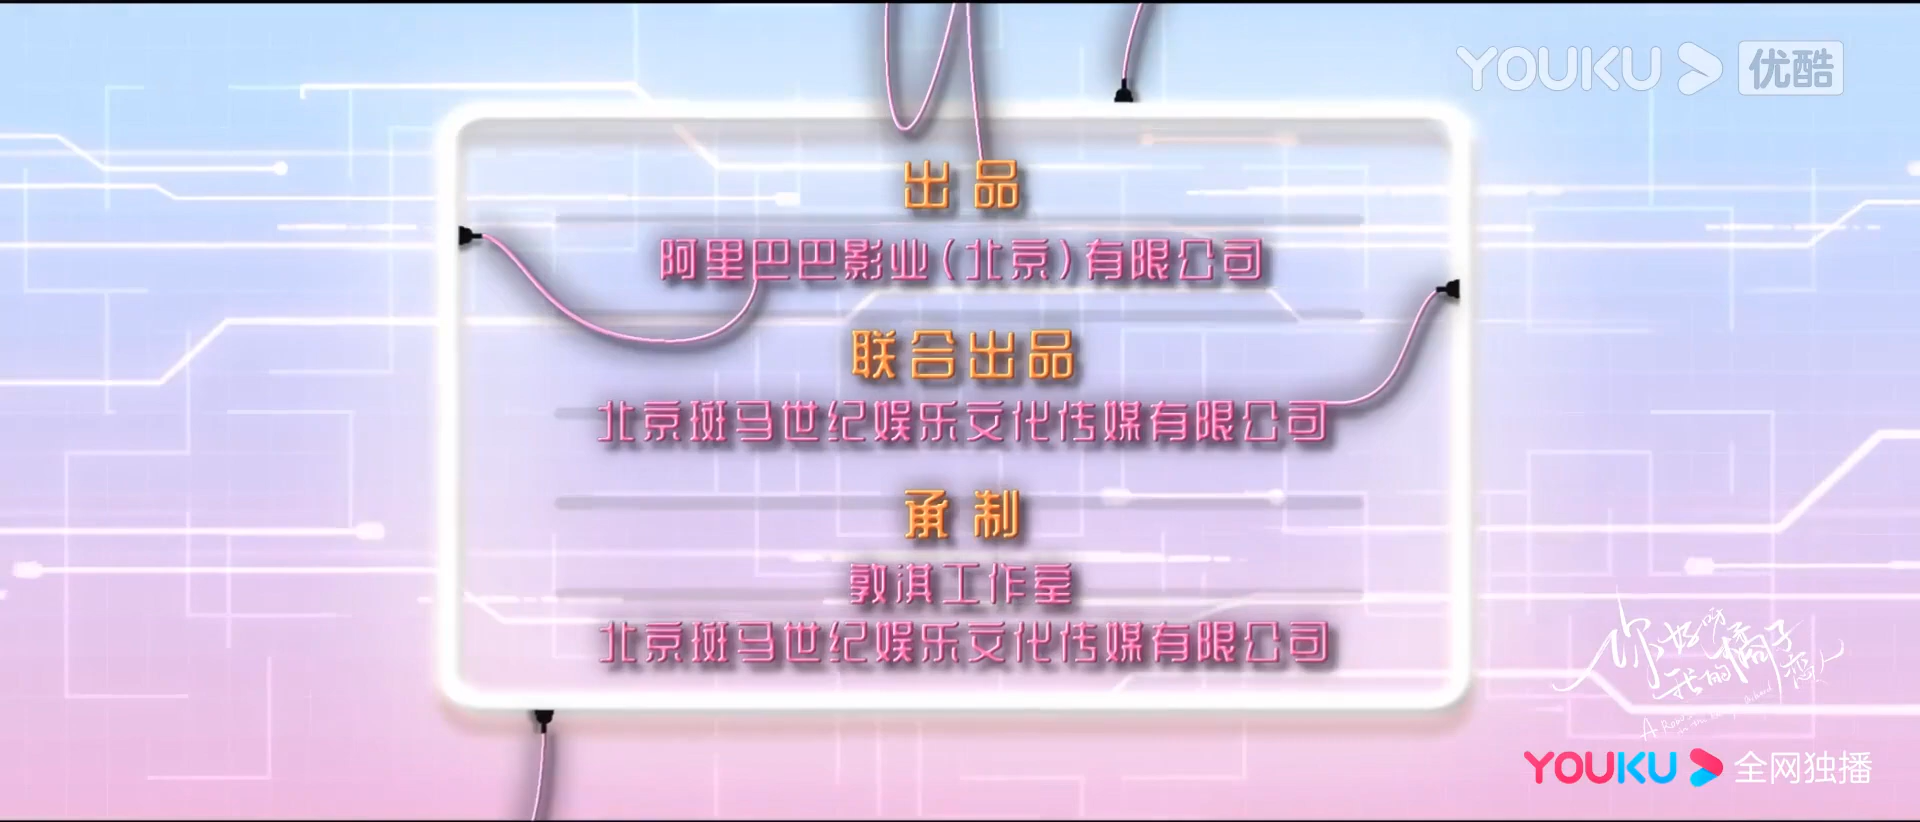 YOUKU 优酷
出品
阿里巴巴影业(北京)有限公司
联合出品
北京斑马世纪娱乐文化传媒有限公司
承制
敦淇工作室
北京斑马世纪娱乐文化传媒有限公司
你好呀
我的橘子恋人
YOUKU 全网独播